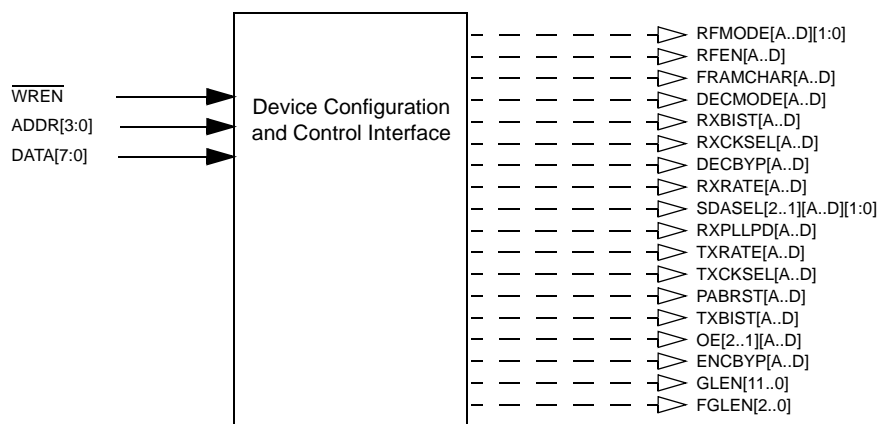 WREN
ADDR[3:0]
DATA[7:0]
Device Configuration
and Control Interface
RFMODE[A..D][1:0]
RFEN[A..D]
FRAMCHAR[A..D]
DECMODE[A..D]
RXBIST[A..D]
RXCKSEL[A..D]
DECBYP[A..D]
RXRATE[A..D]
SDASEL[2..1][A..D][1:0]
RXPLLPD[A..D]
TXRATE[A..D]
TXCKSEL[A..D]
PABRST[A..D]
TXBIST[A..D]
OE[2..1][A..D]
ENCBYP[A..D]
GLEN[11..0]
FGLEN[2..0]